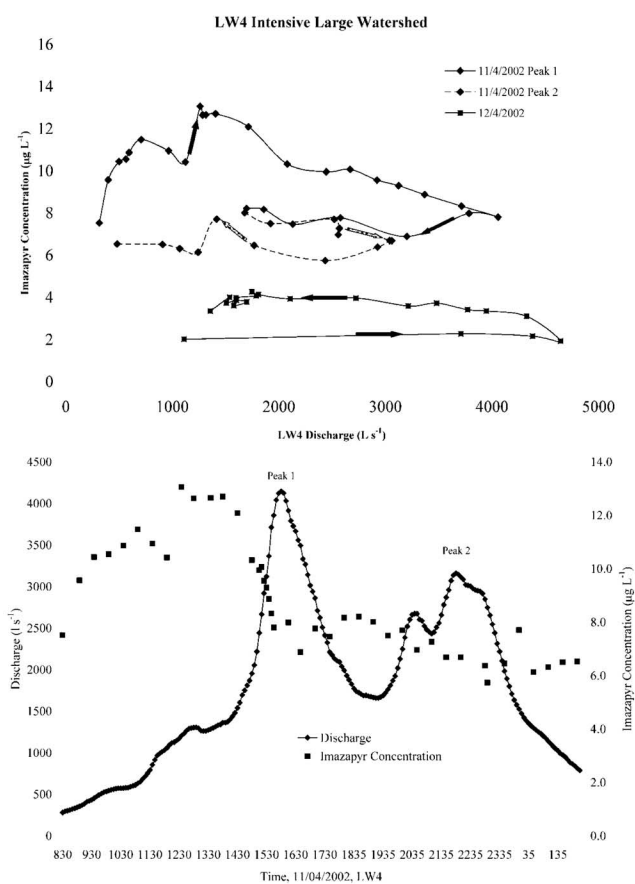 LW4 Intensive Large Watershed
16
14
12
10
8
6
4
2
0
Imazapyr Concentration (µg L-1)
11/4/2002 Peak 1
11/4/2002 Peak 2
12/4/2002
0 1000 2000 3000 4000 5000
LW4 Discharge (L s-1)
4500
4000
3500
3000
2500
2000
1500
1000
500
0
Discharge (l s-1)
14.0
12.0
10.0
8.0
6.0
4.0
2.0
0.0
Imazapyr Concentration (µg L-1)
Peak 1
Peak 2
Discharge
Imazapyr Concentration
830 930 1030 1130 1230 1330 1430 1530 1630 1730 1835 1935 2035 2135 2235 2335 35 135
Time, 11/04/2002, LW4